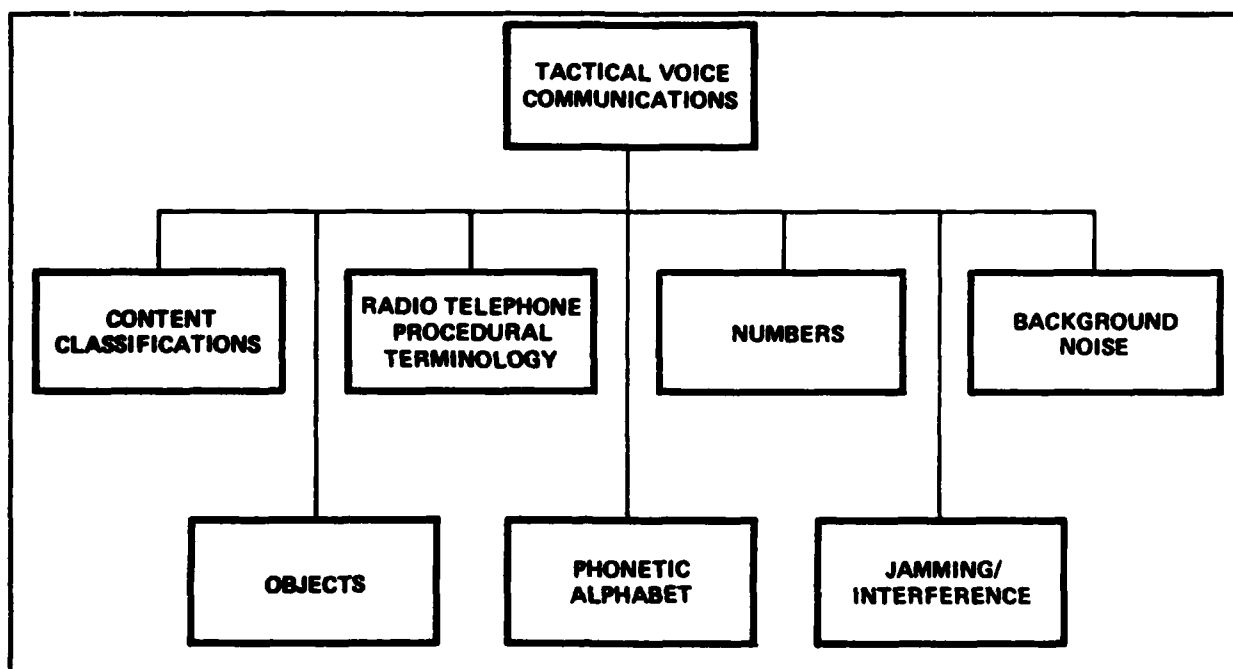 TACTICAL VOICE
COMMUNICATIONS
CONTENT
CLASSIFICATIONS
RADIO TELEPHONE
PROCEDURAL
TERMINOLOGY
NUMBERS
BACKGROUND
NOISE
OBJECTS
PHONETIC
ALPHABET
JAMMING/
INTERFERENCE